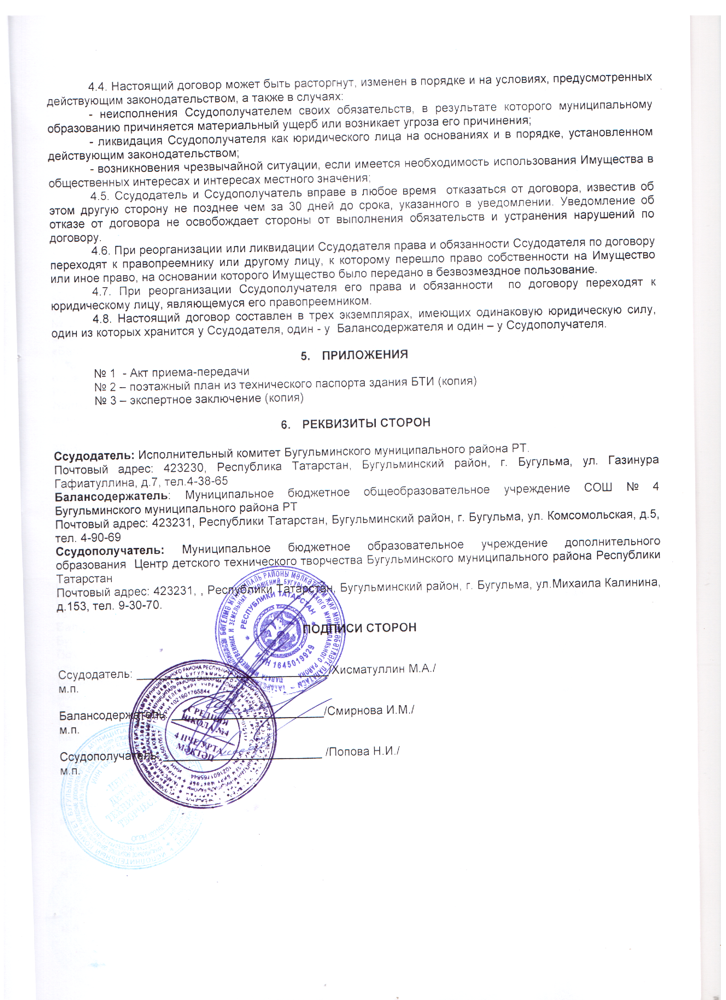 4.4. Настоящий договор может быть расторгнут, изменен в порядке и на условиях, предусмотренных
действующим законодательством, а также в случаях:
- неисполнения Ссудополучателем своих обязательств, в результате которого муниципальному
образованию причиняется материальный ущерб или возникает угроза его причинения;
- ликвидация Ссудополучателя как юридического лица на основаниях и в порядке, установленном
действующим законодательством;
- возникновения чрезвычайной ситуации, если имеется необходимость использования Имущества в
общественных интересах и интересах местного значения;
4.5. Ссудодатель и Ссудополучатель вправе в любое время отказаться от договора, известив об
этом другую сторону не позднее чем за 30 дней до срока, указанного в уведомлении. Уведомление об
отказе от договора не освобождает стороны от выполнения обязательств и устранения нарушений по
договору.
4.6. При реорганизации или ликвидации Ссудодателя права и обязанности Ссудодателя по договору
переходят к правопреемнику или другому лицу, к которому перешло право собственности на Имущество
или иное право, на основании которого Имущество было передано в безвозмездное пользование.
4.7. При реорганизации Ссудополучателя его права и обязанности по договору переходят к
юридическому лицу, являющемуся его правопреемником.
4.8. Настоящий договор составлен в трех экземплярах, имеющих одинаковую юридическую силу,
один из которых хранится у Ссудодателя, один - у Балансодержателя и один – у Ссудополучателя.
5. ПРИЛОЖЕНИЯ
№ 1 - Акт приема-передачи
№ 2 – поэтажный план из технического паспорта здания БТИ (копия)
№ 3 – экспертное заключение (копия)
6. РЕКВИЗИТЫ СТОРОН
Ссудодатель: Исполнительный комитет Бугульминского муниципального района РТ.
Почтовый адрес: 423230, Республика Татарстан, Бугульминский район, г. Бугульма, ул. Газинура
Гафиатуллина, д.7, тел.4-38-65
Балансодержатель: Муниципальное бюджетное общеобразовательное учреждение СОШ № 4
Бугульминского муниципального района РТ
Почтовый адрес: 423231, Республики Татарстан, Бугульминский район, г. Бугульма, ул. Комсомольская, д.5,
тел. 4-90-69
Ссудополучатель: Муниципальное бюджетное образовательное учреждение дополнительного
образования Центр детского технического творчества Бугульминского муниципального района Республики
Татарстан
Почтовый адрес: 423231, , Республики Татарстан, Бугульминский район, г. Бугульма, ул.Михаила Калинина,
д.153, тел. 9-30-70.
РЕСПУБЛИКИ ТАТАРСТАН
ИНН 1645019929
ПОДПИСИ СТОРОН
Ссудодатель: /Хисматуллин М.А./
м.п.
ОГРН 1021601765844
СРЕДНЯЯ
ШКОЛА №4
4 НЧЕ УРТА
МӘКТӘП
Балансодержатель: /Смирнова И.М./
м.п.
Ссудополучатель: /Попова Н.И./
м.п.